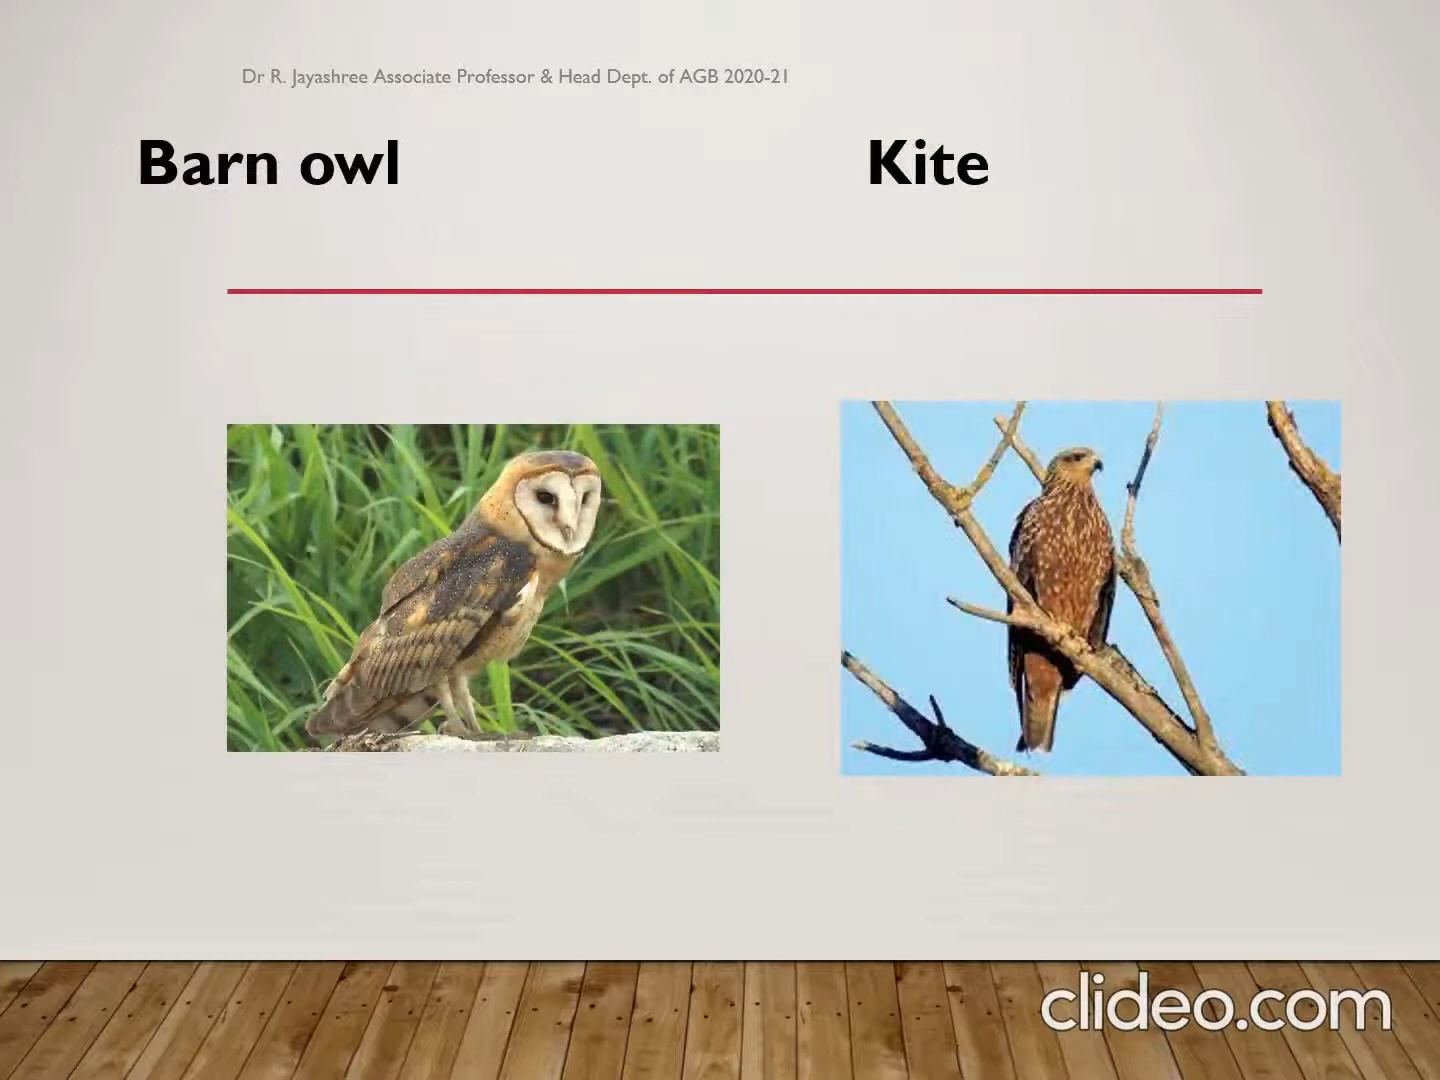 Dr R. Jayashree Associate Professor & Head Dept. of AGB 2020-21
Barn owl
Kite
clideo.com